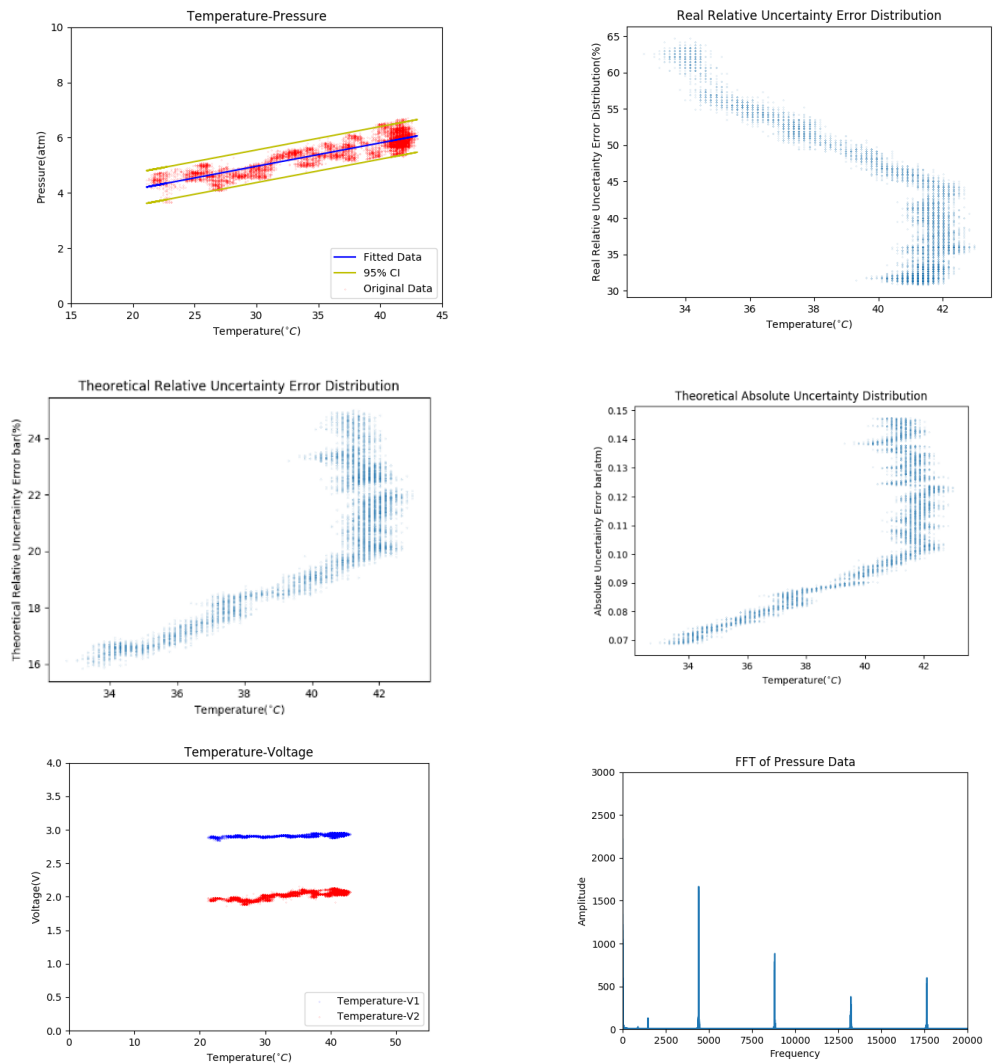 Temperature-Pressure
Pressure(atm)
10
8
6
4
2
0
Fitted Data
95% CI
Original Data
15 20 25 30 35 40 45
Temperature(°C)
Real Relative Uncertainty Error Distribution
Real Relative Uncertainty Error Distribution(%)
65
60
55
50
45
40
35
30
34 36 38 40 42
Temperature(°C)
Theoretical Relative Uncertainty Error Distribution
Theoretical Relative Uncertainty Error bar(%)
24
22
20
18
16
34 36 38 40 42
Temperature(°C)
Theoretical Absolute Uncertainty Distribution
Absolute Uncertainty Error bar(atm)
0.15
0.14
0.13
0.12
0.11
0.10
0.09
0.08
0.07
34 36 38 40 42
Temperature(°C)
Temperature-Voltage
Voltage(V)
4.0
3.5
3.0
2.5
2.0
1.5
1.0
0.5
0.0
Temperature-V1
Temperature-V2
0 10 20 30 40 50
Temperature(°C)
FFT of Pressure Data
Amplitude
3000
2500
2000
1500
1000
500
0
0 2500 5000 7500 10000 12500 15000 17500 20000
Frequency